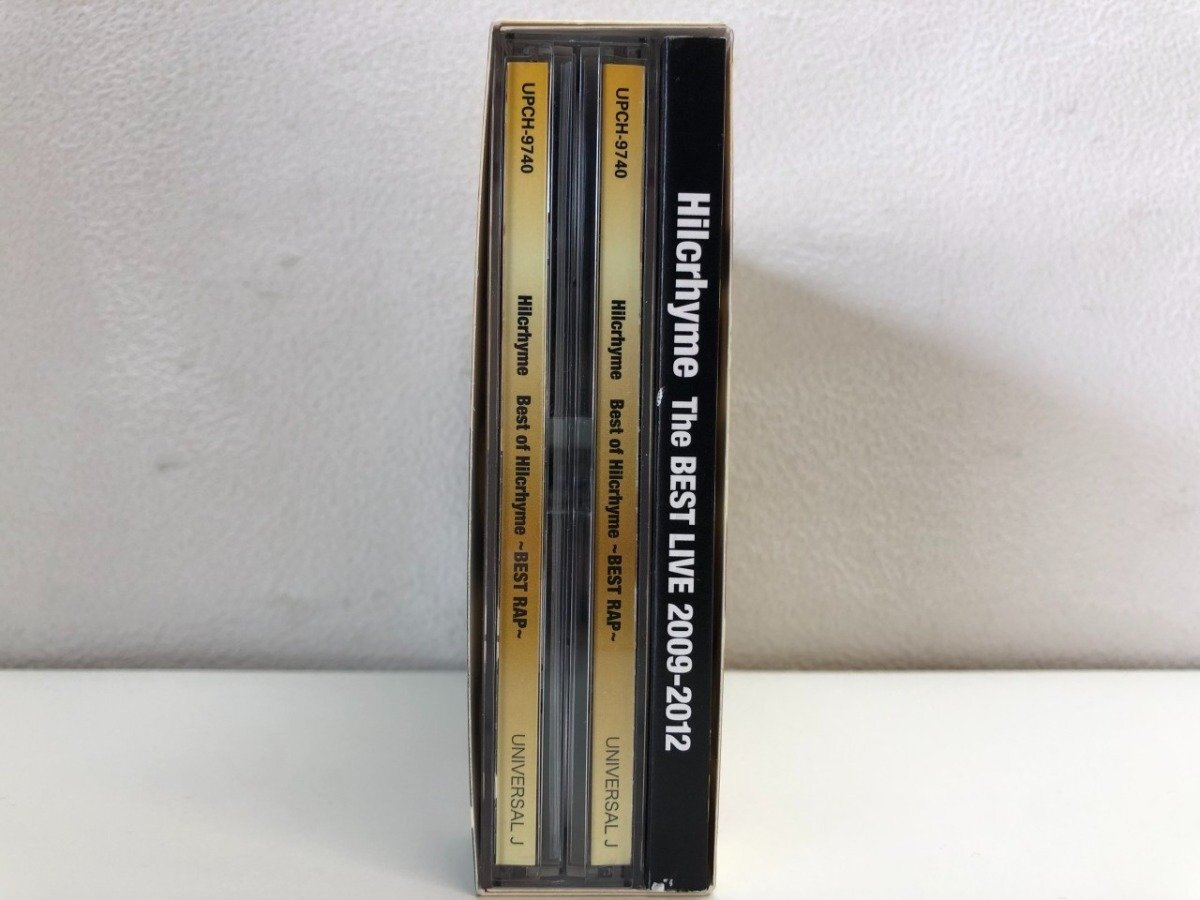 UPCH-9740 Hilcrhyme Best of Hilcrhyme ~BEST RAP~ UNIVERSAL J
UPCH-9740 Hilcrhyme Best of Hilcrhyme ~BEST RAP~ UNIVERSAL J
Hilcrhyme The BEST LIVE 2009-2012